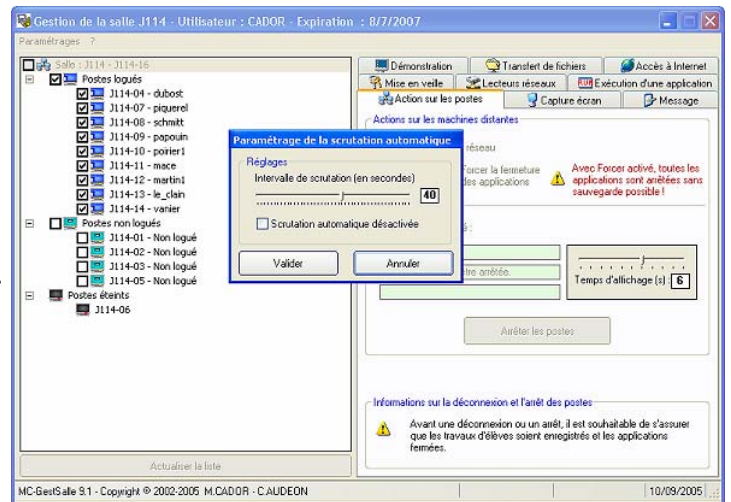 Gestion de la salle J114 - Utilisateur : CADOR - Expiration : 8/7/2007
Paramétrages ?
Salle : J114 - J114-16
Postes logués
J114-04 - dubost
J114-07 - piquerel
J114-08 - schmitt
J114-09 - papouin
J114-10 - poirier1
J114-11 - mace
J114-12 - martin1
J114-13 - le_clain
J114-14 - vanier
Postes non logués
J114-01 - Non logué
J114-02 - Non logué
J114-03 - Non logué
J114-05 - Non logué
Postes éteints
J114-06
Actualiser la liste
Démonstration
Transfert de fichiers
Accès à Internet
Mise en veille
Lecteurs réseaux
Exécution d'une application
Action sur les postes
Capture écran
Message
Actions sur les machines distantes
réseau
Forcer la fermeture
des applications
Avec Forcer activé, toutes les
applications sont arrêtées sans
sauvegarde possible !
é :
tre arrêtée.
Temps d'affichage (s) : 6
Arrêter les postes
Paramétrage de la scrutation automatique
Réglages
Intervalle de scrutation (en secondes)
40
Scrutation automatique désactivée
Valider
Annuler
Informations sur la déconnexion et l'arrêt des postes
Avant une déconnexion ou un arrêt, il est souhaitable de s'assurer
que les travaux d'élèves soient enregistrés et les applications
fermées.
MC-GestSalle 9.1 - Copyright © 2002-2005 M.CADOR - C.AUDEON
10/09/2005